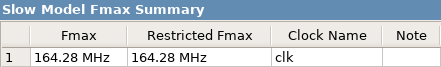 Slow Model Fmax Summary
Fmax Restricted Fmax Clock Name Note
1 164.28 MHz 164.28 MHz clk